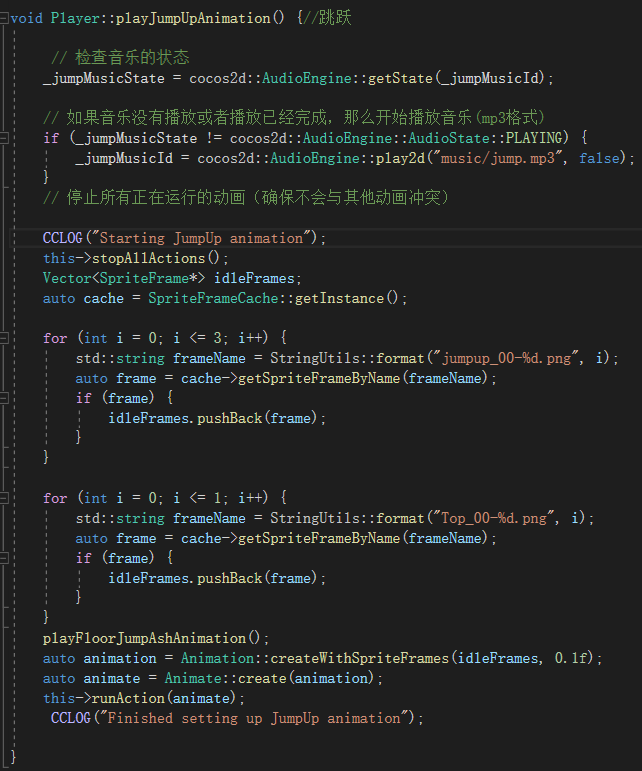 void Player::playJumpUpAnimation() {//跳跃
// 检查音乐的状态
_jumpMusicState = cocos2d::AudioEngine::getState(_jumpMusicId);
// 如果音乐没有播放或者播放已经完成，那么开始播放音乐(mp3格式)
if (_jumpMusicState != cocos2d::AudioEngine::AudioState::PLAYING) {
_jumpMusicId = cocos2d::AudioEngine::play2d("music/jump.mp3", false);
}
// 停止所有正在运行的动画（确保不会与其他动画冲突）
CCLOG("Starting JumpUp animation");
this->stopAllActions();
Vector<SpriteFrame*> idleFrames;
auto cache = SpriteFrameCache::getInstance();
for (int i = 0; i <= 3; i++) {
std::string frameName = StringUtils::format("jumpup_00-%d.png", i);
auto frame = cache->getSpriteFrameByName(frameName);
if (frame) {
idleFrames.pushBack(frame);
}
}
for (int i = 0; i <= 1; i++) {
std::string frameName = StringUtils::format("Top_00-%d.png", i);
auto frame = cache->getSpriteFrameByName(frameName);
if (frame) {
idleFrames.pushBack(frame);
}
}
playFloorJumpAshAnimation();
auto animation = Animation::createWithSpriteFrames(idleFrames, 0.1f);
auto animate = Animate::create(animation);
this->runAction(animate);
CCLOG("Finished setting up JumpUp animation");
}